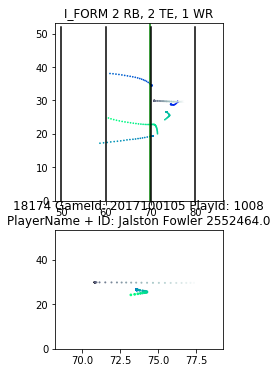 I_FORM 2 RB, 2 TE, 1 WR
50
40
30
20
10
0
50 60 70 80
18174 GameId: 2017100105 PlayId: 1008
PlayerName + ID: Jalston Fowler 2552464.0
40
20
0
70.0 72.5 75.0 77.5